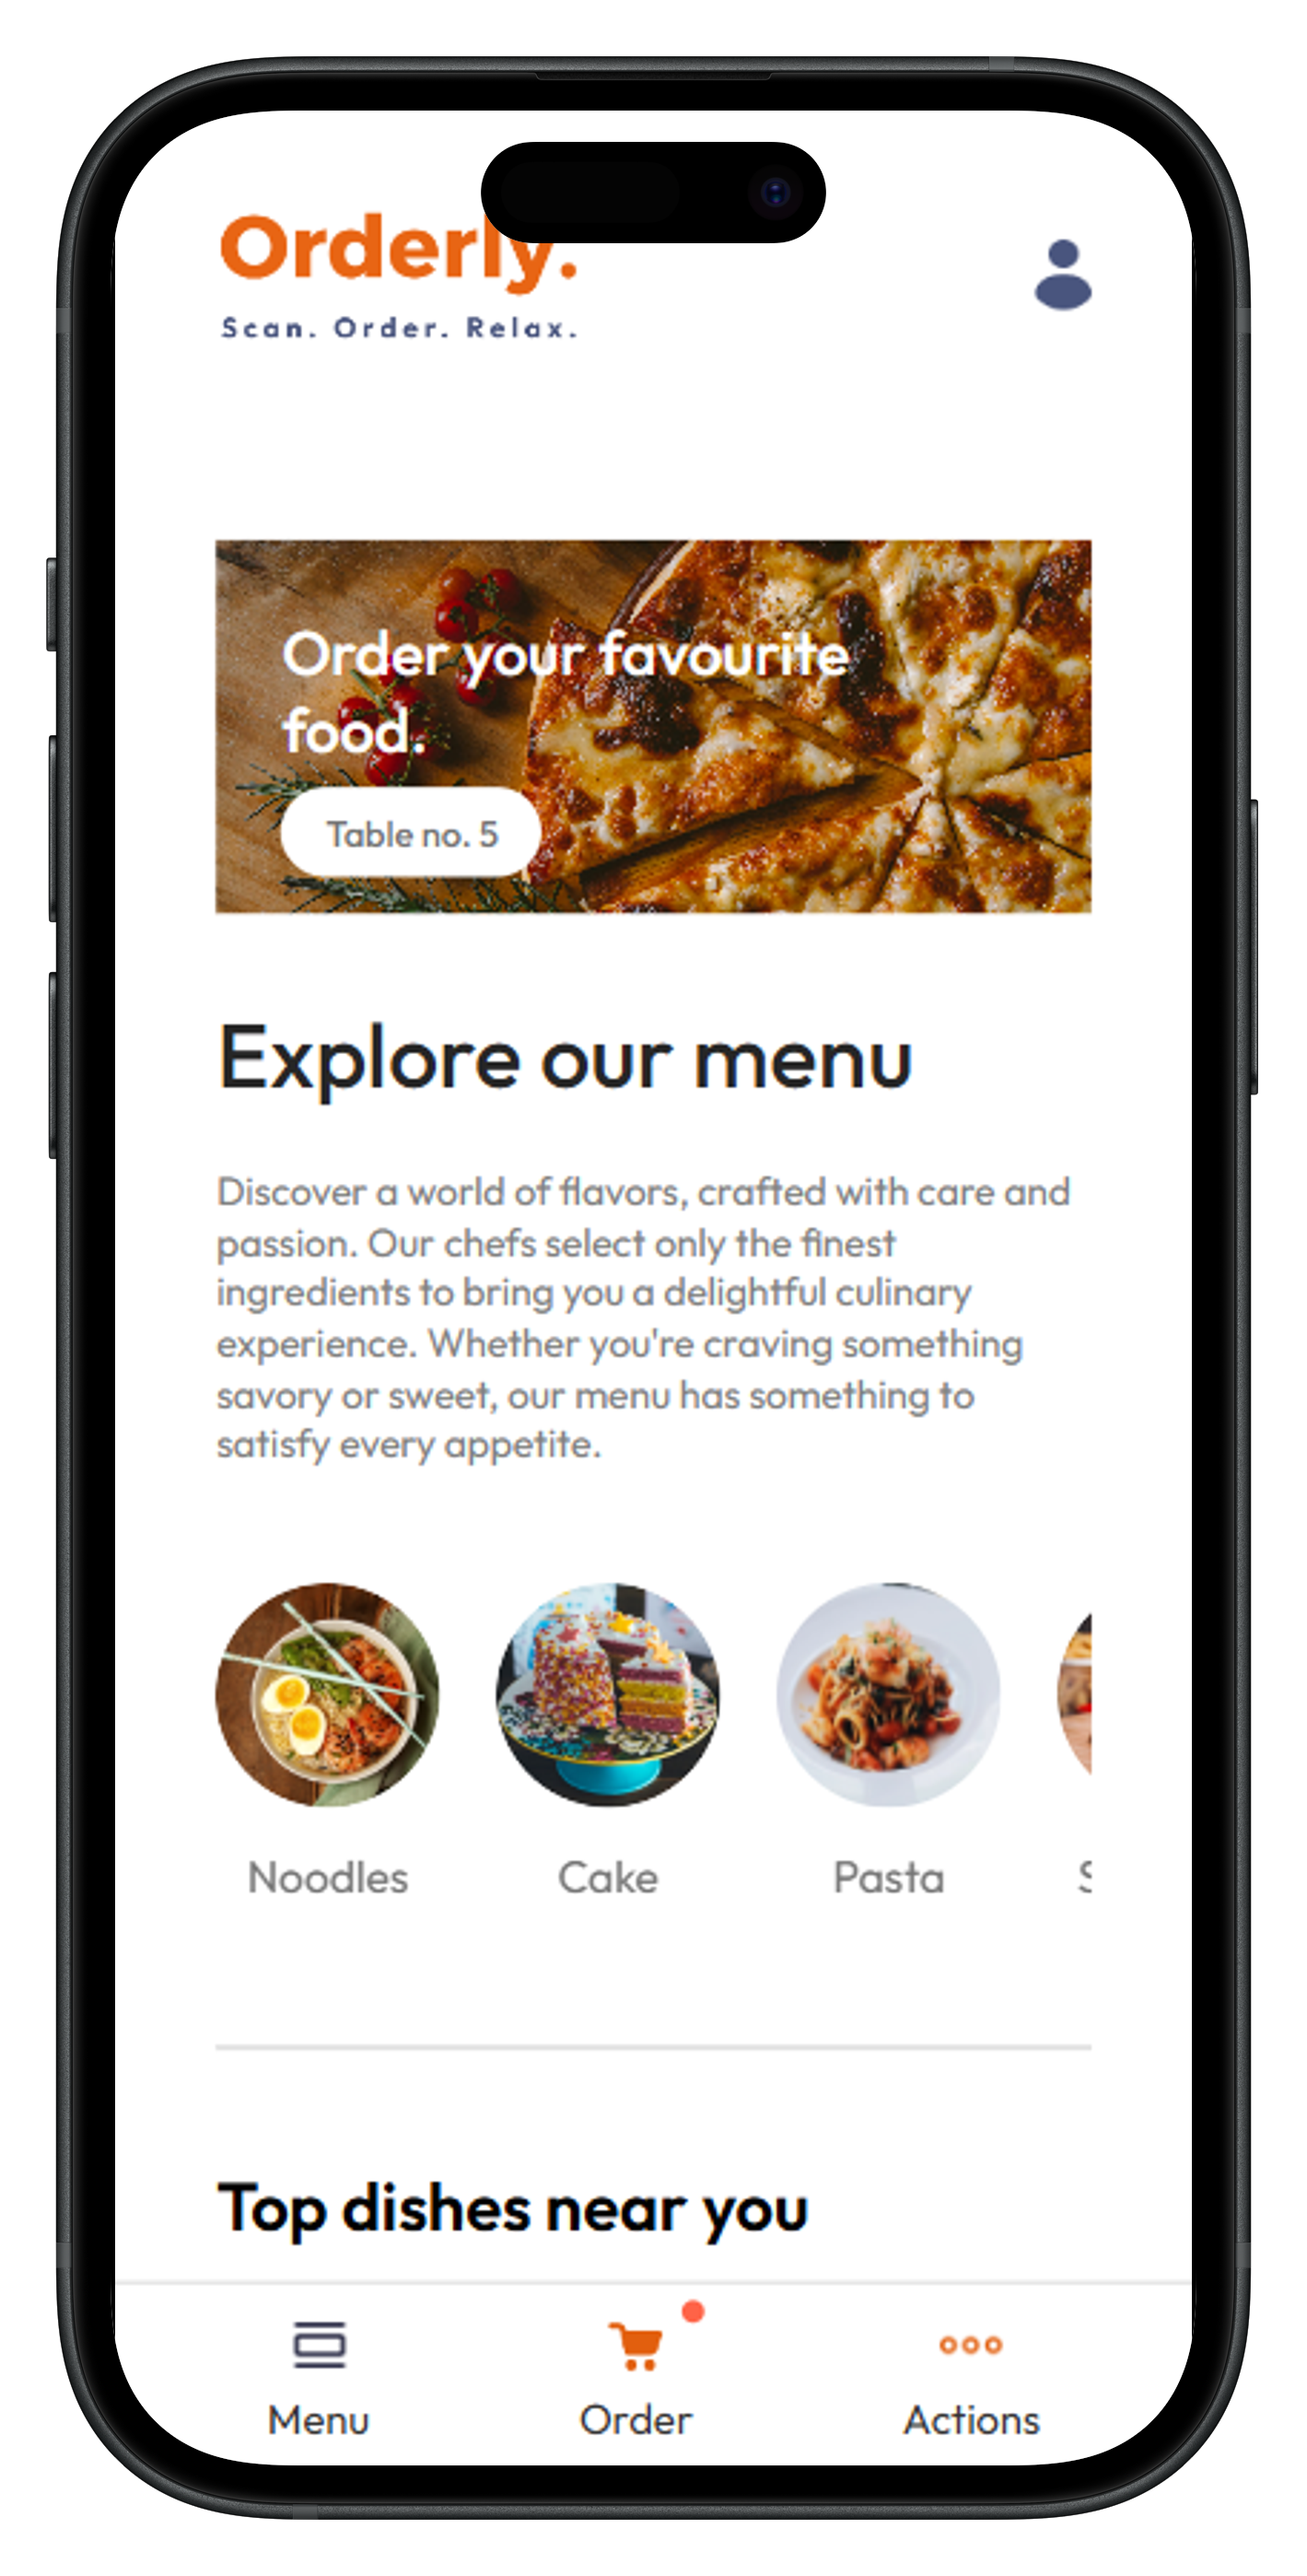 Orderly.
Scan. Order. Relax.
Order your favourite
food.
Table no. 5
Explore our menu
Discover a world of flavors, crafted with care and
passion. Our chefs select only the finest
ingredients to bring you a delightful culinary
experience. Whether you're craving something
savory or sweet, our menu has something to
satisfy every appetite.
Noodles
Cake
Pasta
Top dishes near you
Menu
Order
Actions